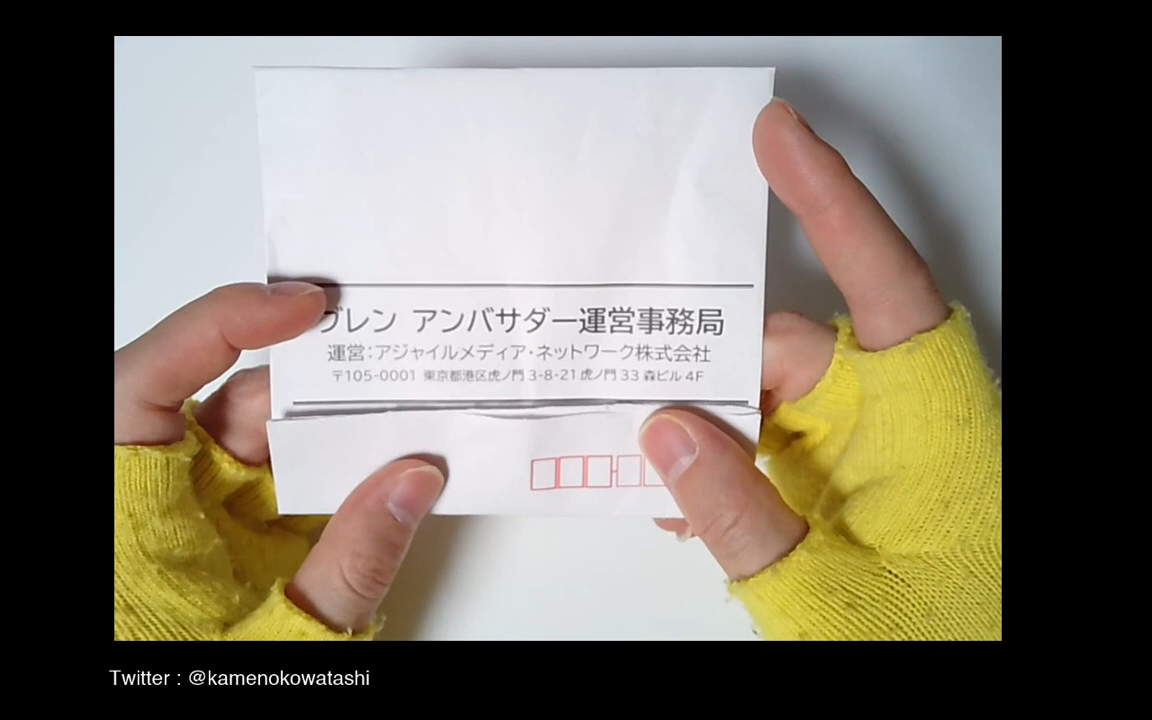 ブレン アンバサダー運営事務局
運営:アジャイルメディア・ネットワーク株式会社
〒105-0001 東京都港区虎ノ門 3-8-21 虎ノ門 33 森ビル 4F
Twitter : @kamenokowatashi